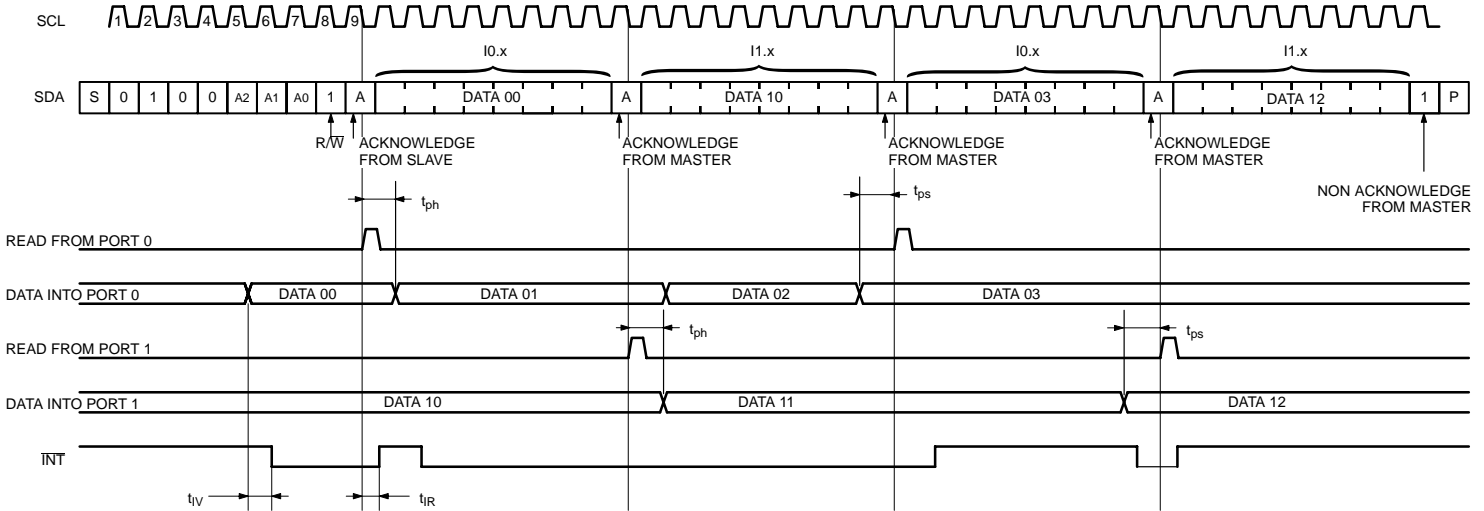 SCL 1 2 3 4 5 6 7 8 9
I0.x I1.x I0.x I1.x
SDA S 0 1 0 0 A2 A1 A0 1 A DATA 00 A DATA 10 A DATA 03 A DATA 12 1 P
R/W̅ ACKNOWLEDGE
FROM SLAVE
ACKNOWLEDGE
FROM MASTER
ACKNOWLEDGE
FROM MASTER
ACKNOWLEDGE
FROM MASTER
NON ACKNOWLEDGE
FROM MASTER
tph tps
READ FROM PORT 0
DATA INTO PORT 0 DATA 00 DATA 01 DATA 02 DATA 03
tph tps
READ FROM PORT 1
DATA INTO PORT 1 DATA 10 DATA 11 DATA 12
I̅N̅T̅
tIV tIR